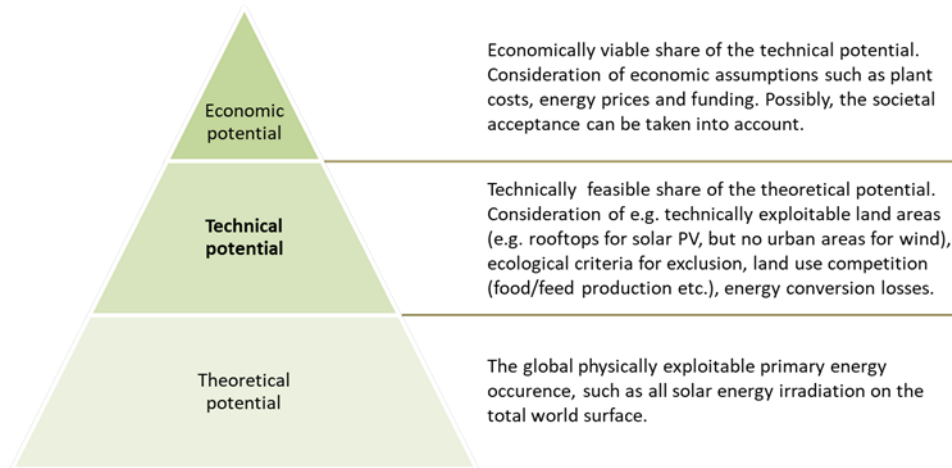 Economic
potential
Economically viable share of the technical potential.
Consideration of economic assumptions such as plant
costs, energy prices and funding. Possibly, the societal
acceptance can be taken into account.
Technical
potential
Technically feasible share of the theoretical potential.
Consideration of e.g. technically exploitable land areas
(e.g. rooftops for solar PV, but no urban areas for wind),
ecological criteria for exclusion, land use competition
(food/feed production etc.), energy conversion losses.
Theoretical
potential
The global physically exploitable primary energy
occurence, such as all solar energy irradiation on the
total world surface.